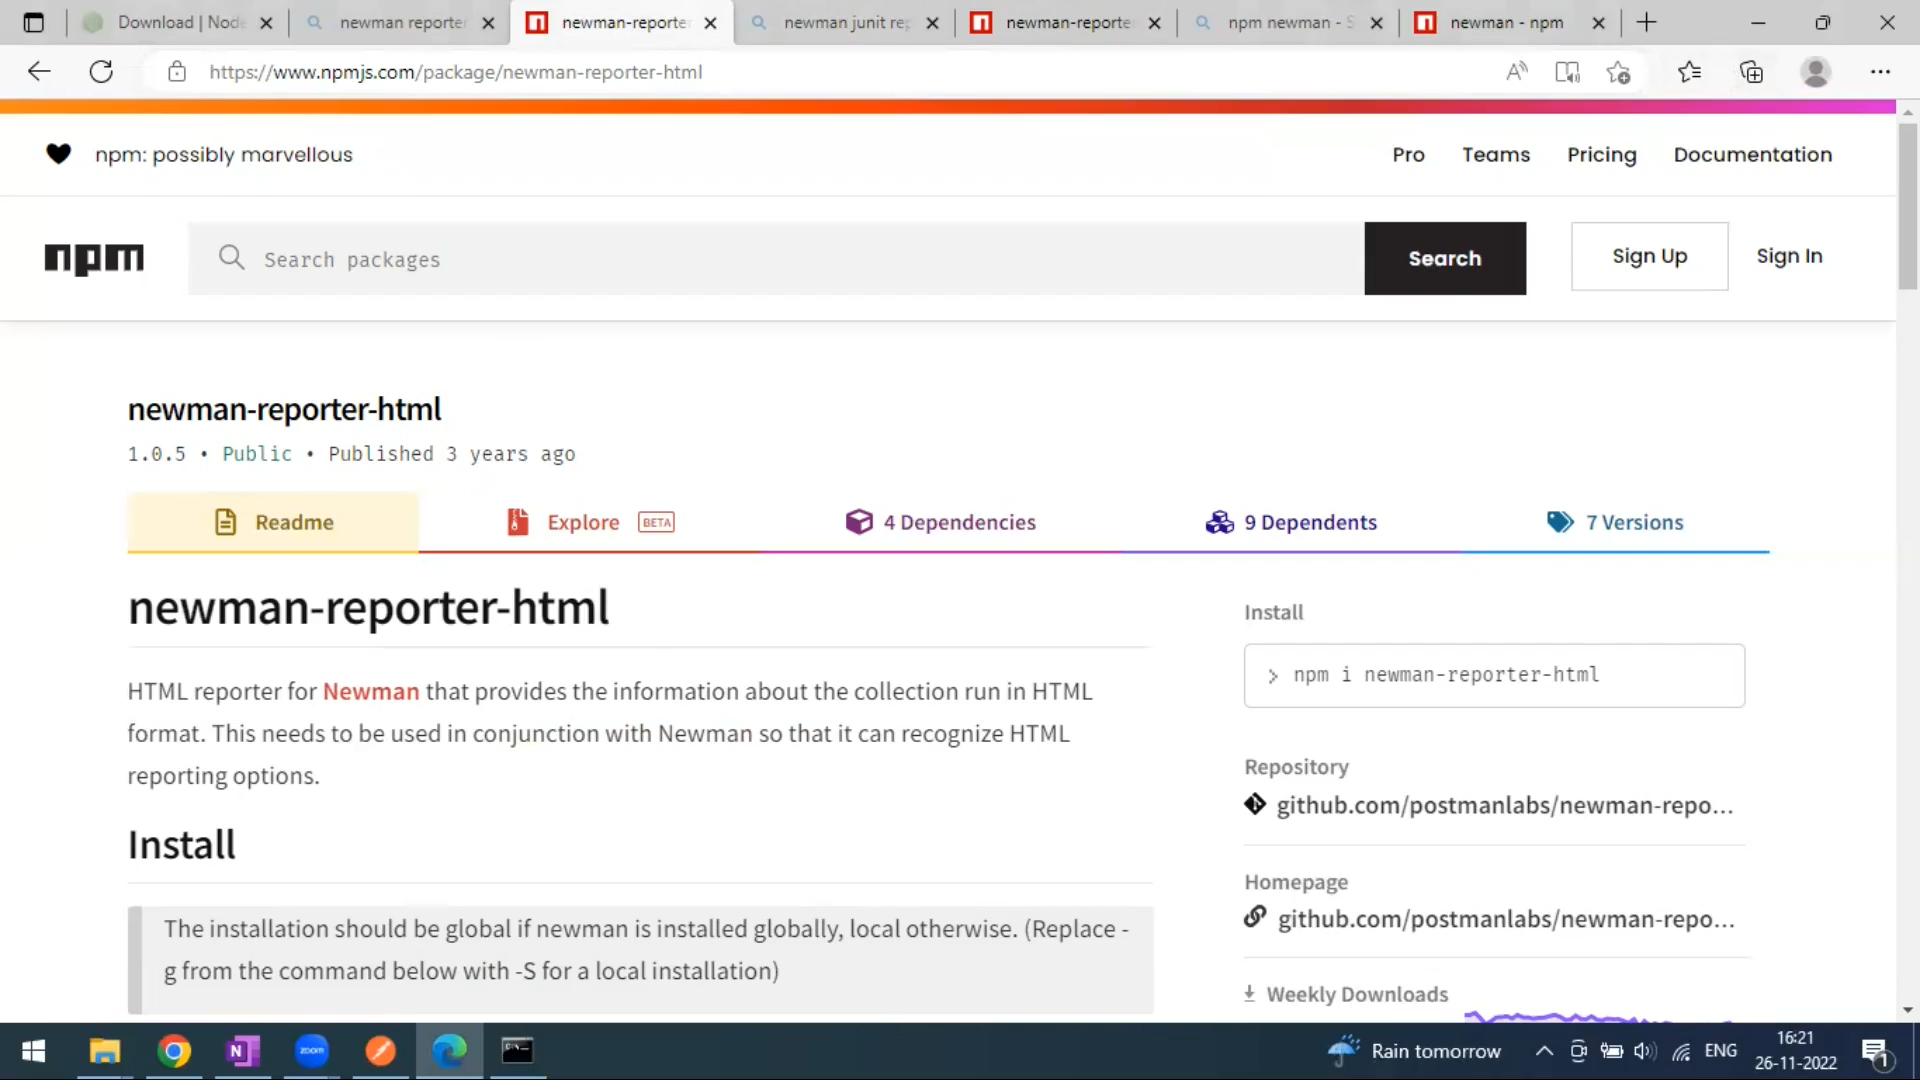 Download | Node
newman reporter
newman-reporte
newman junit rep
newman-reporte
npm newman - S
newman - npm
https://www.npmjs.com/package/newman-reporter-html
npm: possibly marvellous
Pro
Teams
Pricing
Documentation
npm
Search packages
Search
Sign Up
Sign In
newman-reporter-html
1.0.5 • Public • Published 3 years ago
Readme
Explore BETA
4 Dependencies
9 Dependents
7 Versions
newman-reporter-html
HTML reporter for Newman that provides the information about the collection run in HTML
format. This needs to be used in conjunction with Newman so that it can recognize HTML
reporting options.
Install
The installation should be global if newman is installed globally, local otherwise. (Replace -
g from the command below with -S for a local installation)
Install
> npm i newman-reporter-html
Repository
github.com/postmanlabs/newman-repo...
Homepage
github.com/postmanlabs/newman-repo...
Weekly Downloads
N
zoom
Rain tomorrow
ENG
16:21
26-11-2022
1